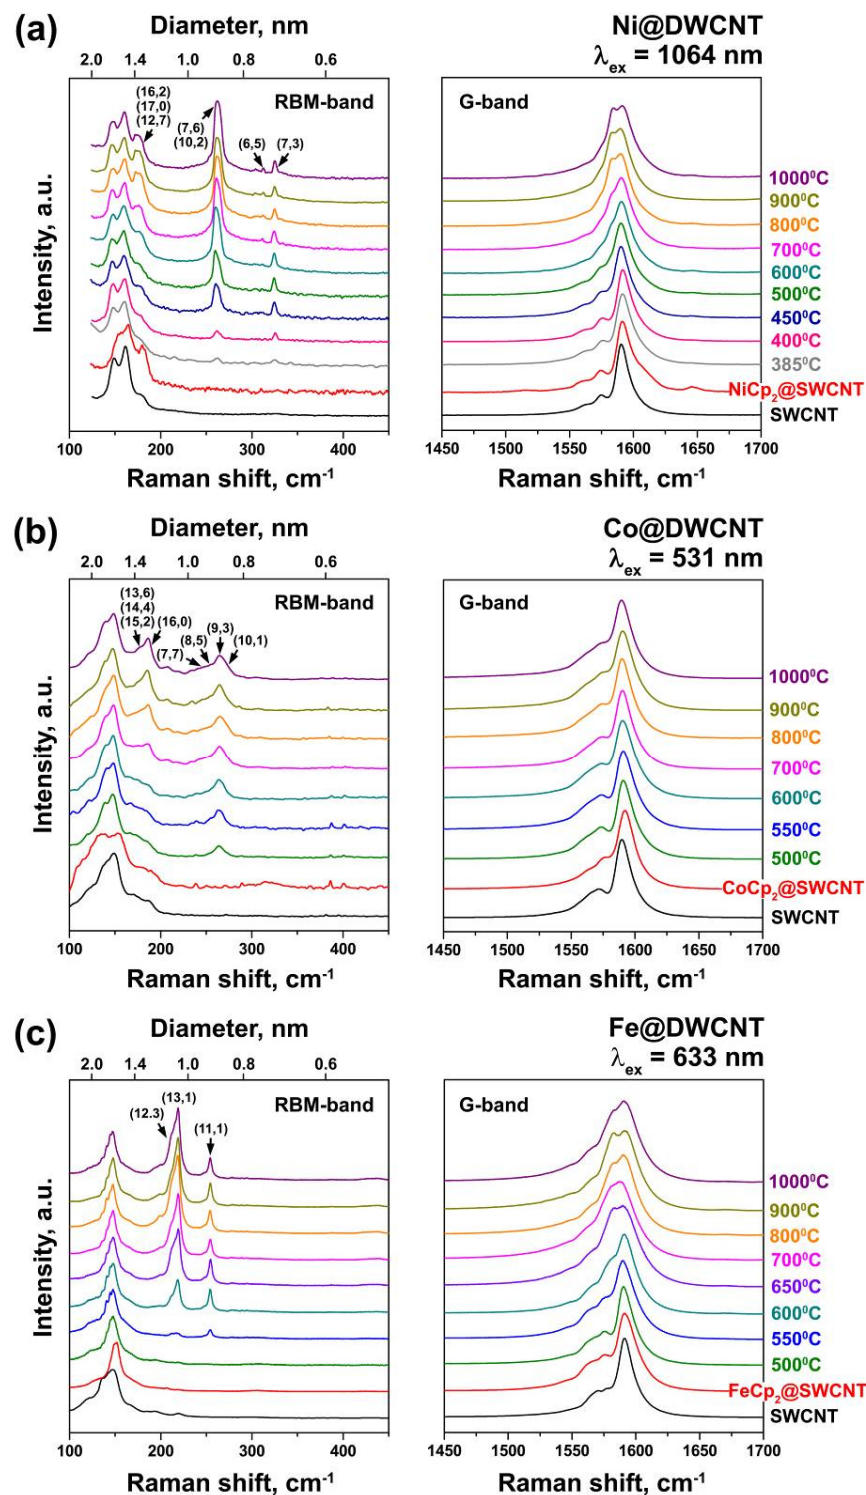 (a)
Diameter, nm
2.0 1.4 1.0 0.8 0.6
Ni@DWCNT
λex = 1064 nm
RBM-band
(16,2)
(17,0)
(12,7)
(7,6)
(10,2)
(6,5)
(7,3)
G-band
1000⁰C
900⁰C
800⁰C
700⁰C
600⁰C
500⁰C
450⁰C
400⁰C
385⁰C
NiCp₂@SWCNT
SWCNT
Intensity, a.u.
100 200 300 400
Raman shift, cm⁻¹
1450 1500 1550 1600 1650 1700
Raman shift, cm⁻¹
(b)
Diameter, nm
2.0 1.4 1.0 0.8 0.6
Co@DWCNT
λex = 531 nm
RBM-band
(13,6)
(14,4)
(15,2)
(16,0)
(7,7)
(8,5)
(9,3)
(10,1)
G-band
1000⁰C
900⁰C
800⁰C
700⁰C
600⁰C
550⁰C
500⁰C
CoCp₂@SWCNT
SWCNT
Intensity, a.u.
100 200 300 400
Raman shift, cm⁻¹
1450 1500 1550 1600 1650 1700
Raman shift, cm⁻¹
(c)
Diameter, nm
2.0 1.4 1.0 0.8 0.6
Fe@DWCNT
λex = 633 nm
RBM-band
(13,1)
(12.3)
(11,1)
G-band
1000⁰C
900⁰C
800⁰C
700⁰C
650⁰C
600⁰C
550⁰C
500⁰C
FeCp₂@SWCNT
SWCNT
Intensity, a.u.
100 200 300 400
Raman shift, cm⁻¹
1450 1500 1550 1600 1650 1700
Raman shift, cm⁻¹